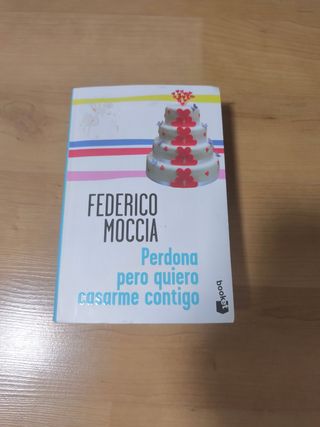 FEDERICO
MOCCIA
Perdona
pero quiero
casarme contigo
booket